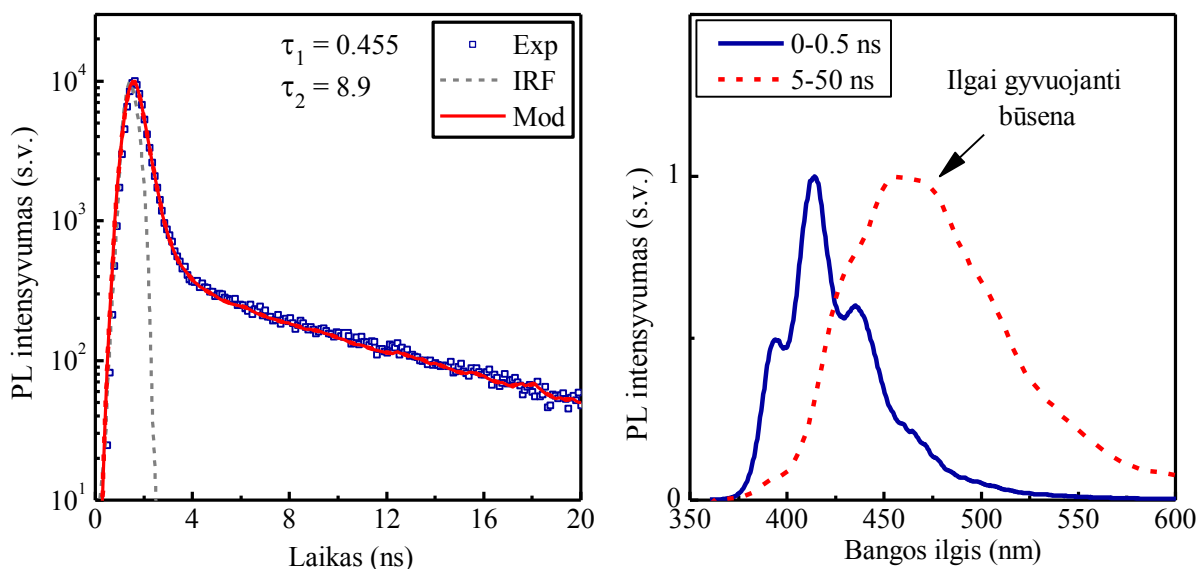 τ1 = 0.455
τ2 = 8.9
Exp
IRF
Mod
PL intensyvumas (s.v.)
10^4
10^3
10^2
10^1
0
4
8
12
16
20
Laikas (ns)
0-0.5 ns
5-50 ns
Ilgai gyvuojanti
būsena
PL intensyvumas (s.v.)
1
0
350
400
450
500
550
600
Bangos ilgis (nm)